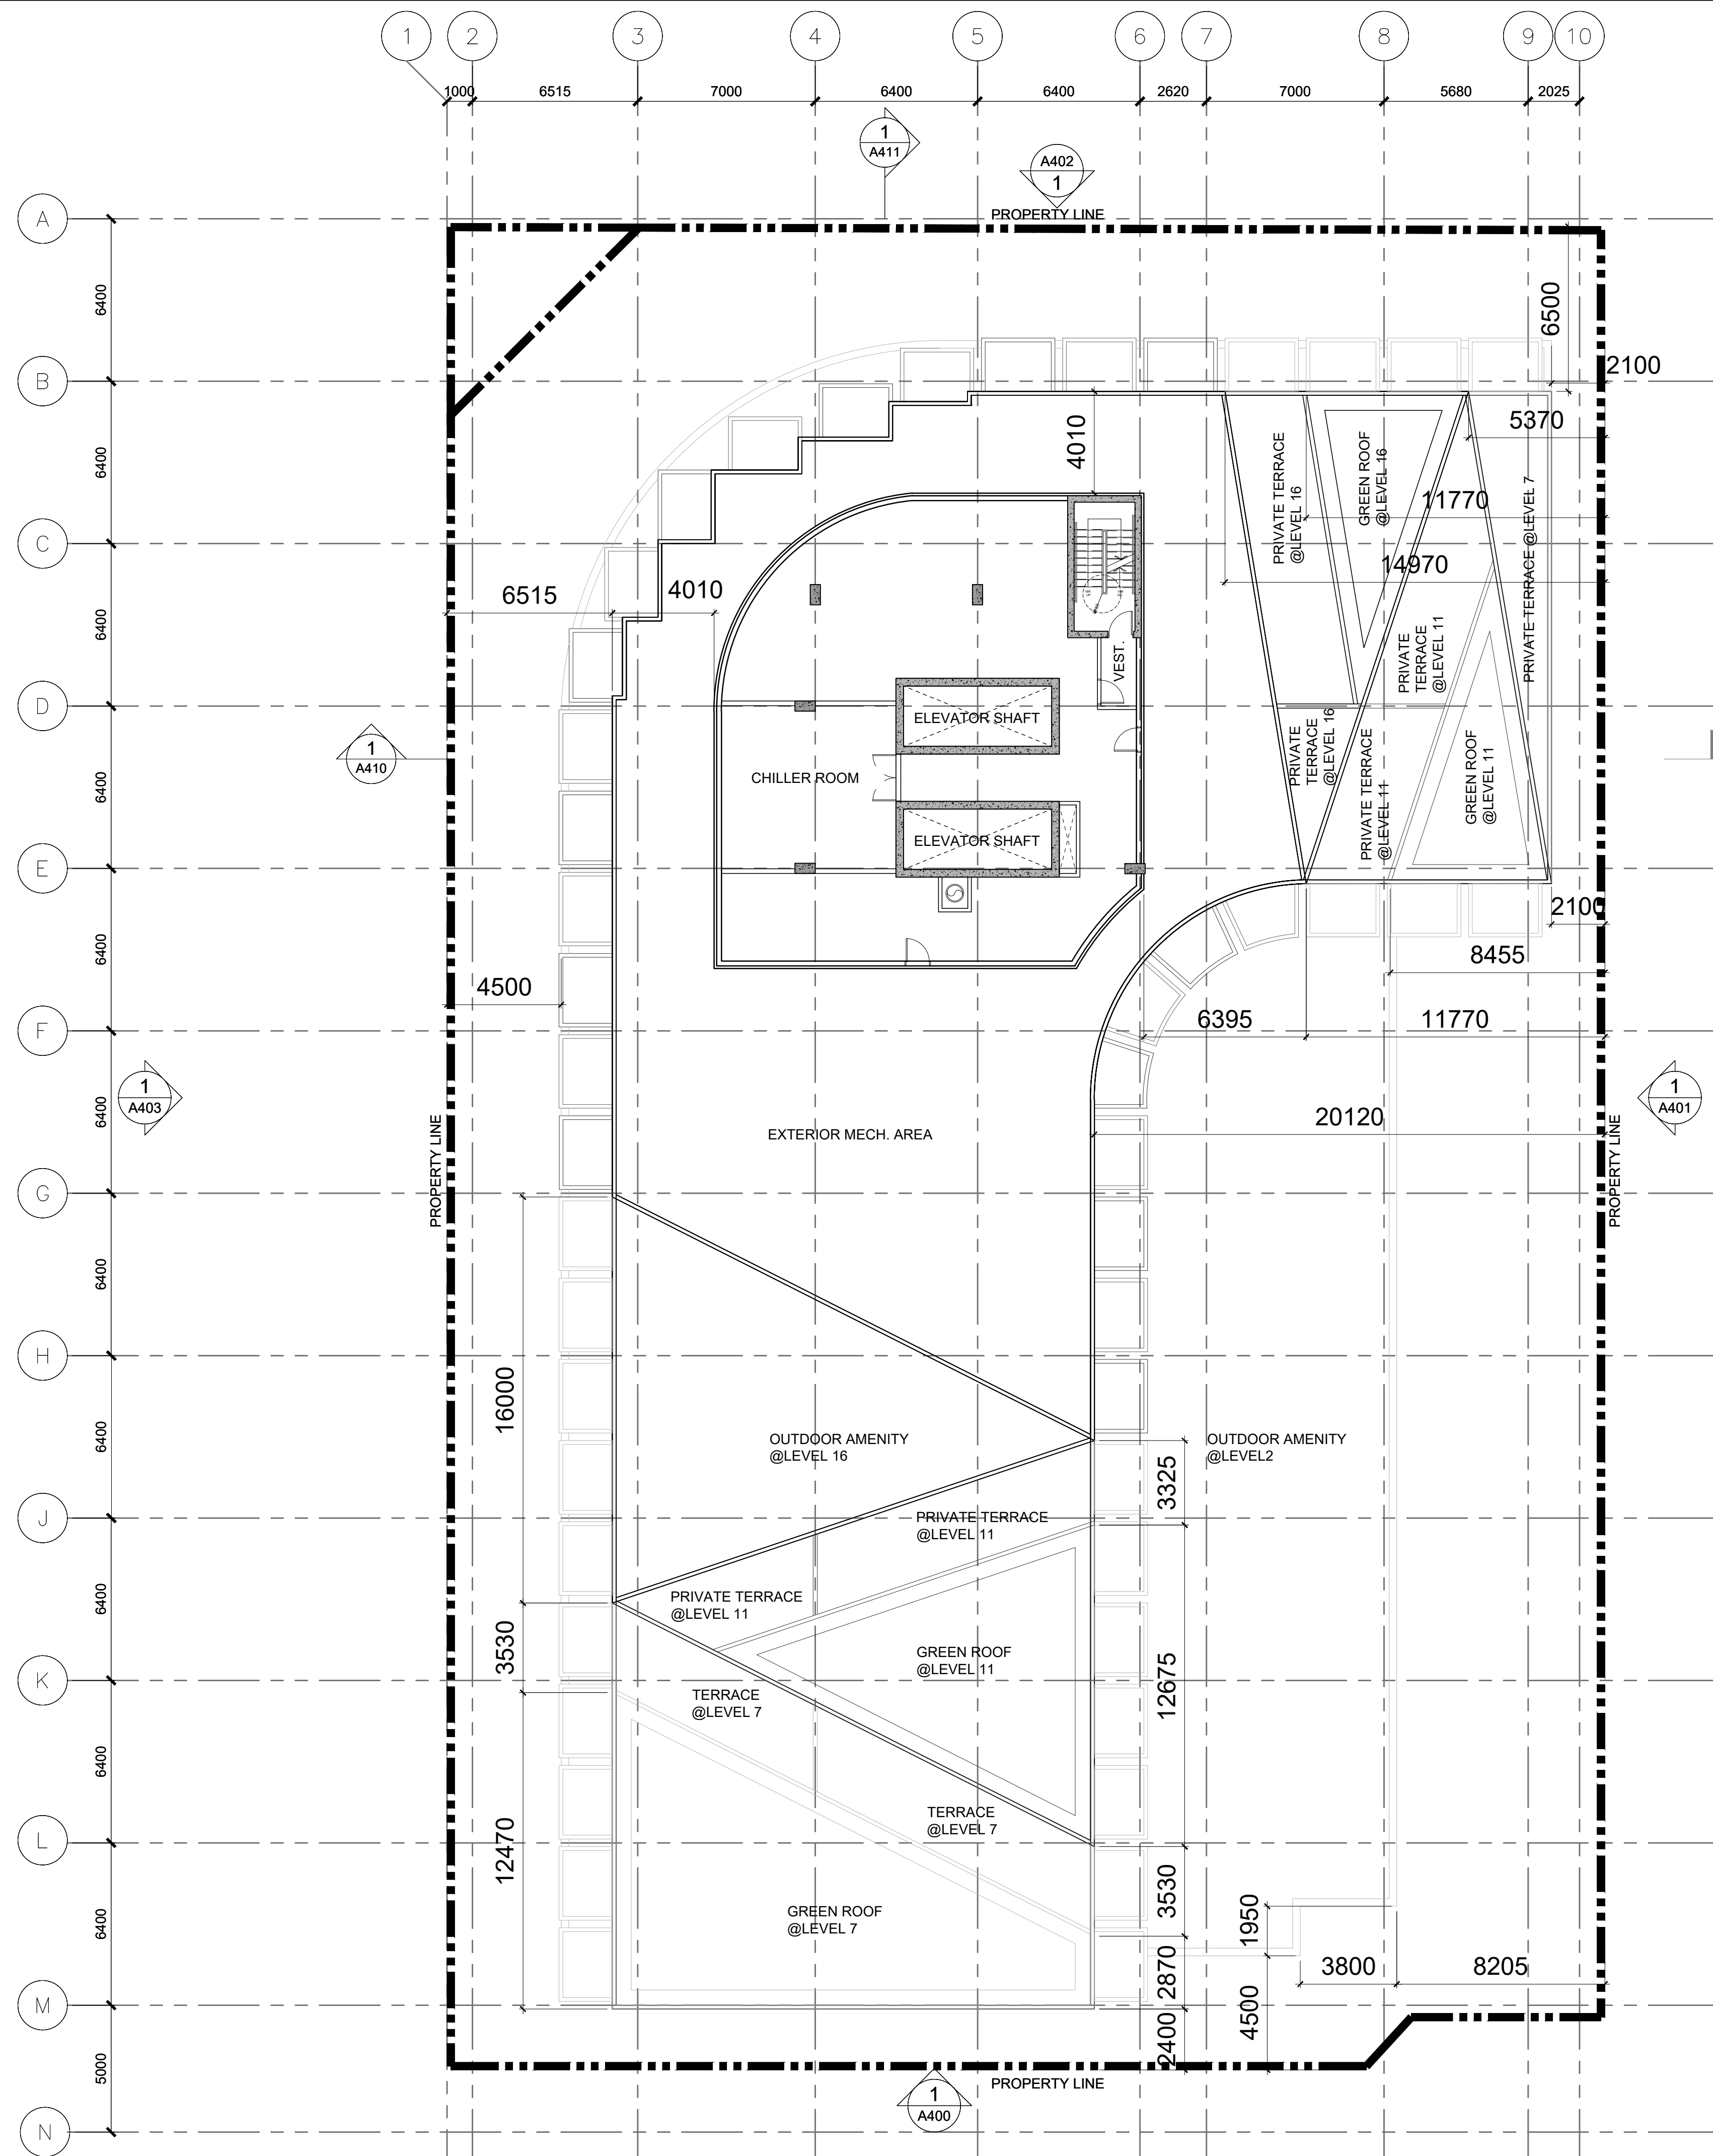 1 2 3 4 5 6 7 8 9 10
1000 6515 7000 6400 6400 2620 7000 5680 2025
1
A411
A402
1
A
PROPERTY LINE
6400
6500
B
2100
5370
4010
6400
PRIVATE TERRACE
@LEVEL 16
GREEN ROOF
@LEVEL 16
11770
PRIVATE TERRACE @LEVEL 7
C
14970
6515
4010
6400
VEST.
PRIVATE
TERRACE
@LEVEL 11
D
ELEVATOR SHAFT
1
A410
CHILLER ROOM
6400
PRIVATE
TERRACE
@LEVEL 16
PRIVATE TERRACE
@LEVEL 11
GREEN ROOF
@LEVEL 11
ELEVATOR SHAFT
E
2100
6400
8455
4500
F
6395
11770
1
A403
6400
1
A401
20120
EXTERIOR MECH. AREA
PROPERTY LINE
PROPERTY LINE
G
6400
H
16000
6400
OUTDOOR AMENITY
@LEVEL 16
OUTDOOR AMENITY
@LEVEL2
3325
J
PRIVATE TERRACE
@LEVEL 11
6400
PRIVATE TERRACE
@LEVEL 11
3530
GREEN ROOF
@LEVEL 11
12675
K
TERRACE
@LEVEL 7
6400
TERRACE
@LEVEL 7
L
12470
3530
GREEN ROOF
@LEVEL 7
6400
1950
3800
8205
2870
M
4500
2400
5000
PROPERTY LINE
1
A400
N